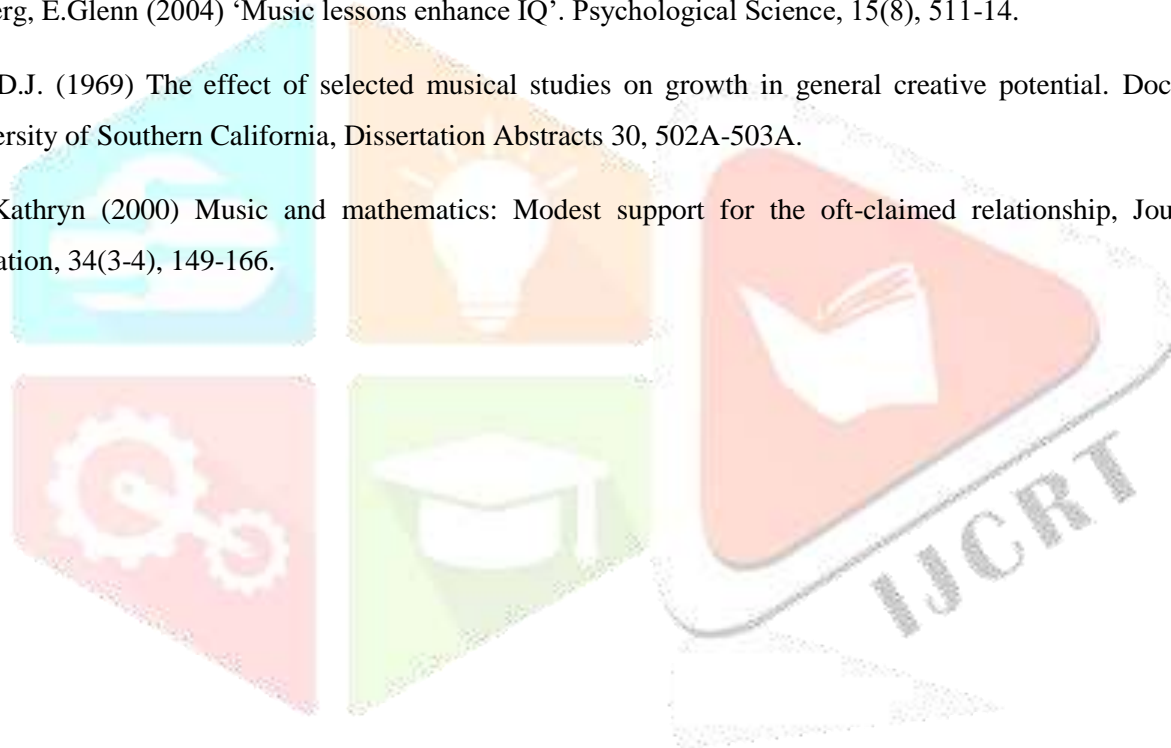 erg, E.Glenn (2004) ‘Music lessons enhance IQ’. Psychological Science, 15(8), 511-14.
D.J. (1969) The effect of selected musical studies on growth in general creative potential. Doc
ersity of Southern California, Dissertation Abstracts 30, 502A-503A.
Kathryn (2000) Music and mathematics: Modest support for the oft-claimed relationship, Jou
ation, 34(3-4), 149-166.
IJCRT